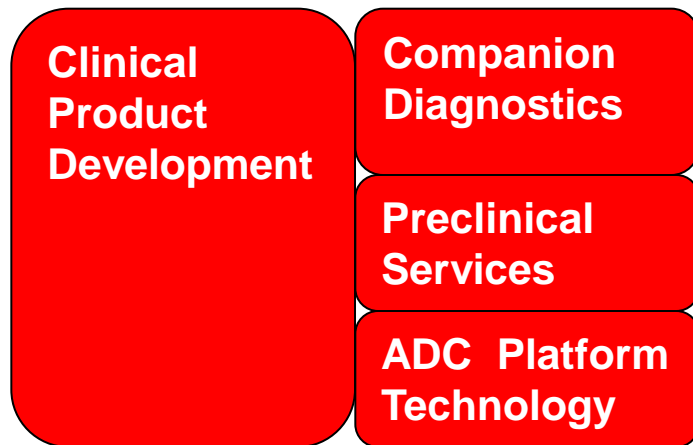 Clinical
Product
Development
Companion
Diagnostics
Preclinical
Services
ADC Platform
Technology